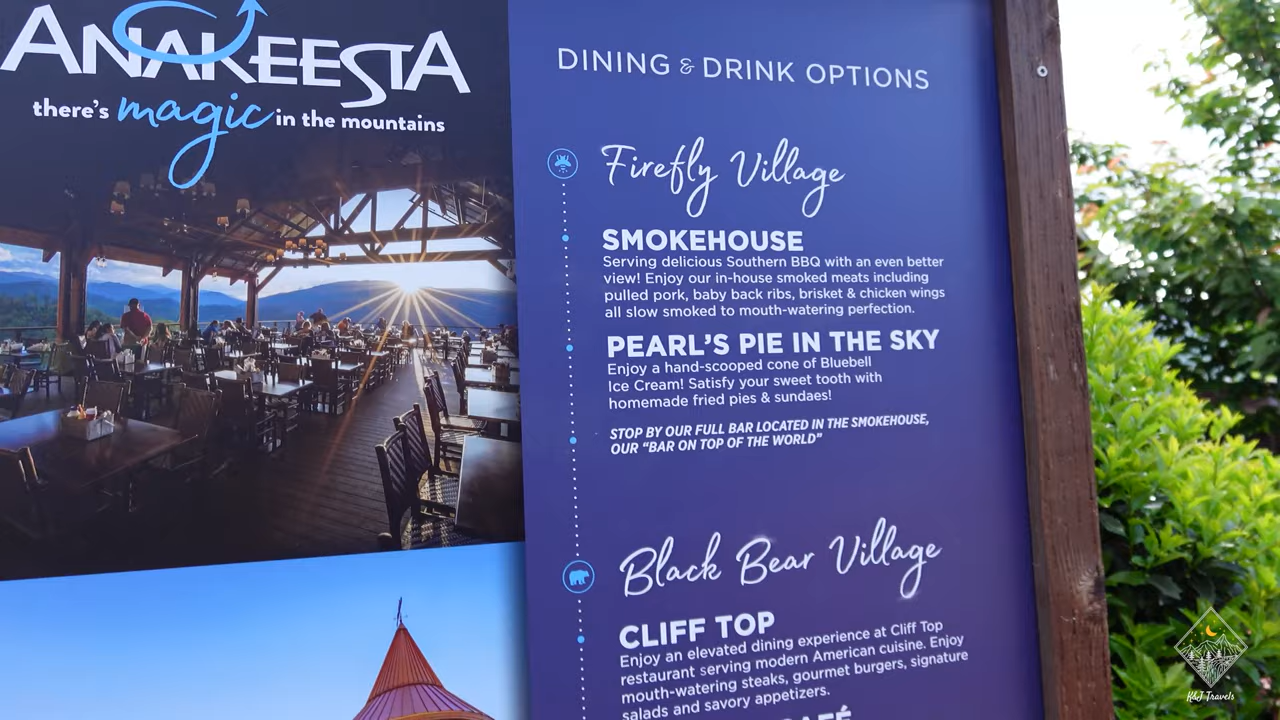 ANAKEESTA
there's magic in the mountains
DINING & DRINK OPTIONS
Firefly Village
SMOKEHOUSE
Serving delicious Southern BBQ with an even better
view! Enjoy our in-house smoked meats including
pulled pork, baby back ribs, brisket & chicken wings
all slow smoked to mouth-watering perfection.
PEARL'S PIE IN THE SKY
Enjoy a hand-scooped cone of Bluebell
Ice Cream! Satisfy your sweet tooth with
homemade fried pies & sundaes!
STOP BY OUR FULL BAR LOCATED IN THE SMOKEHOUSE,
OUR "BAR ON TOP OF THE WORLD"
Black Bear Village
CLIFF TOP
Enjoy an elevated dining experience at Cliff Top
restaurant serving modern American cuisine. Enjoy
mouth-watering steaks, gourmet burgers, signature
salads and savory appetizers.
CAFÉ
K&J Travels